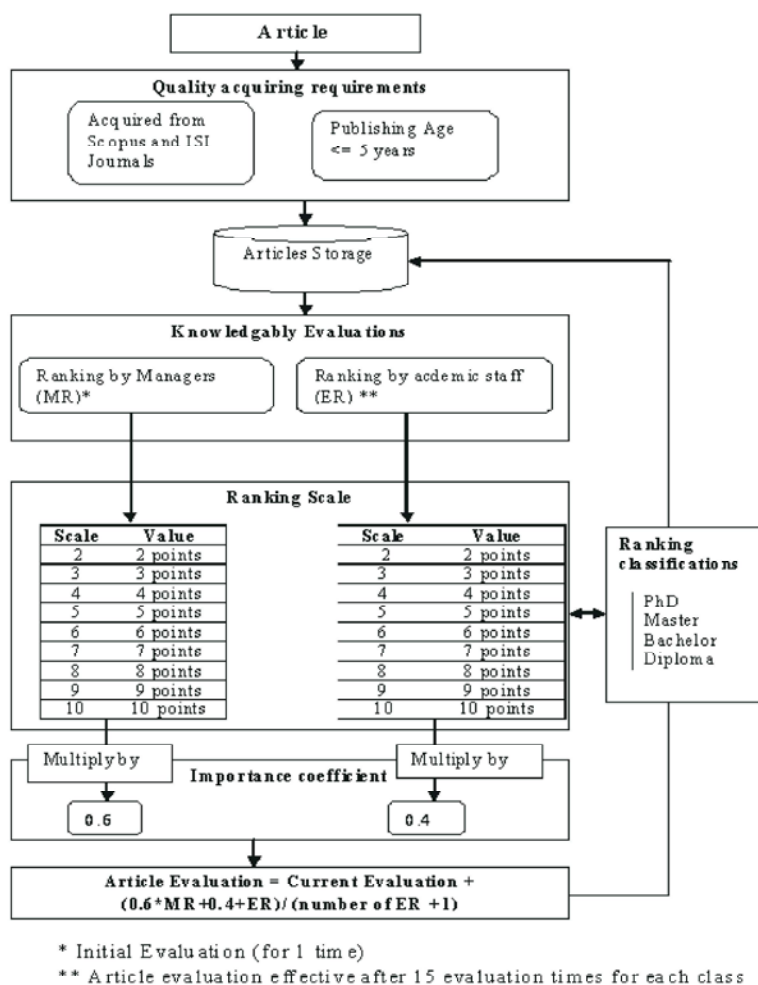 Article
Quality acquiring requirements
Acquired from
Scopus and ISI
Journals
Publishing Age
<= 5 years
Articles Storage
Knowledgably Evaluations
Ranking by Managers
(MR)*
Ranking by acdemic staff
(ER) **
Ranking Scale
Scale Value
2 2 points
3 3 points
4 4 points
5 5 points
6 6 points
7 7 points
8 8 points
9 9 points
10 10 points
Scale Value
2 2 points
3 3 points
4 4 points
5 5 points
6 6 points
7 7 points
8 8 points
9 9 points
10 10 points
Ranking
classifications
PhD
Master
Bachelor
Diploma
Multiply by
Multiply by
Importance coefficient
0.6
0.4
Article Evaluation = Current Evaluation +
(0.6*MR+0.4+ER)/(number of ER +1)
* Initial Evaluation (for 1 time)
** Article evaluation effective after 15 evaluation times for each class